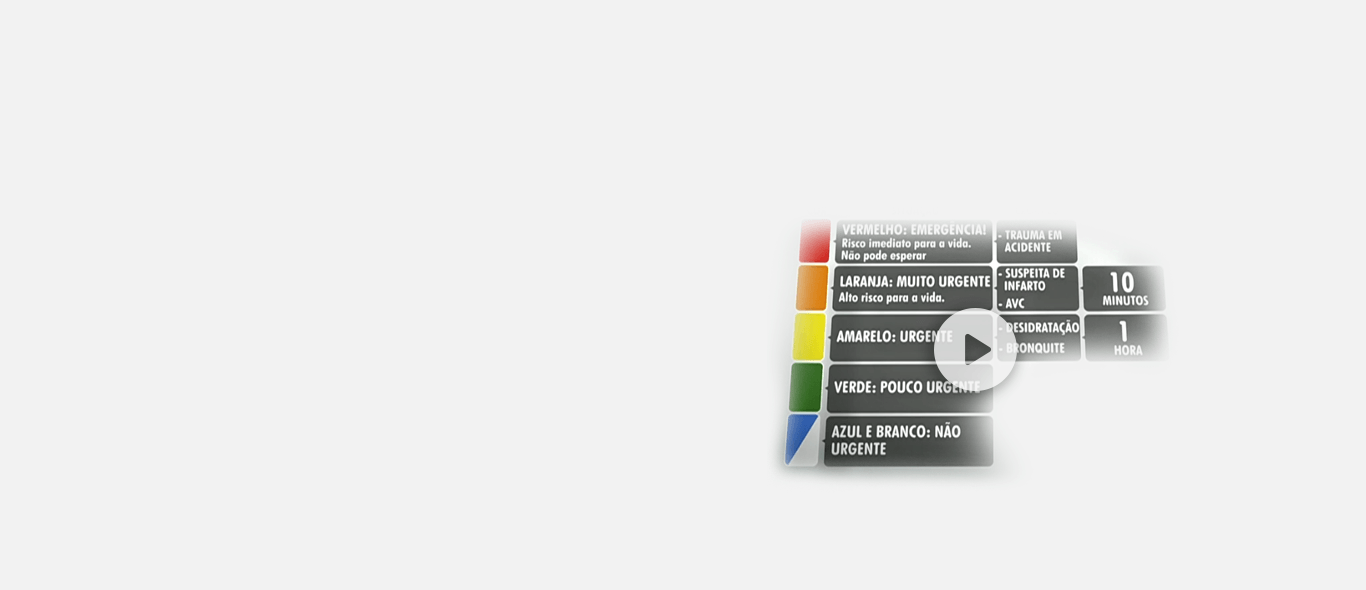 VERMELHO: EMERGÊNCIA!
Risco imediato para a vida.
Não pode esperar
- TRAUMA EM
ACIDENTE
LARANJA: MUITO URGENTE
Alto risco para a vida.
- SUSPEITA DE
INFARTO
- AVC
10
MINUTOS
AMARELO: URGENTE
- DESIDRATAÇÃO
- BRONQUITE
1
HORA
VERDE: POUCO URGENTE
AZUL E BRANCO: NÃO
URGENTE